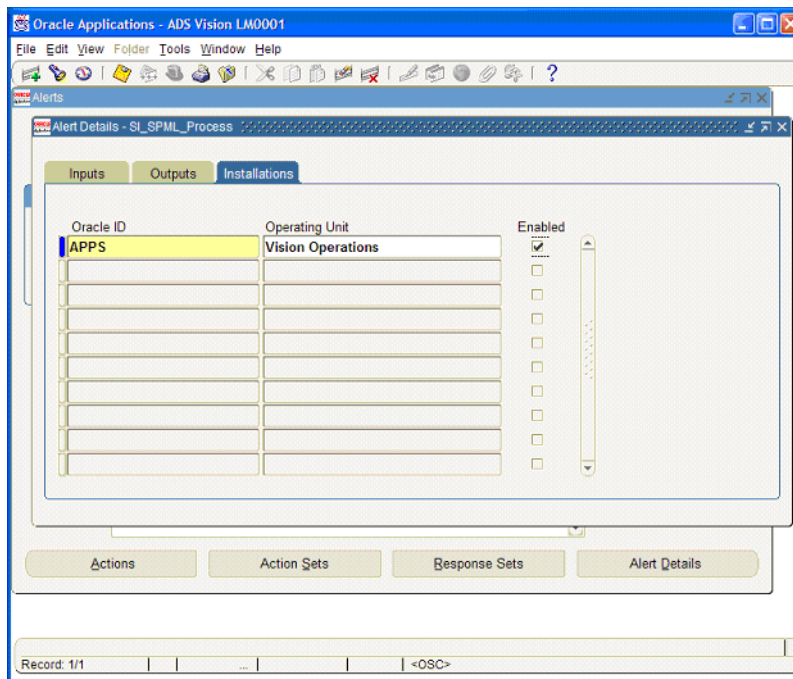 Oracle Applications - ADS Vision LM0001
File Edit View Folder Tools Window Help
Alerts
Alert Details - SI_SPML_Process
Inputs Outputs Installations
Oracle ID Operating Unit Enabled
APPS Vision Operations
Actions Action Sets Response Sets Alert Details
Record: 1/1 ... <OSC>